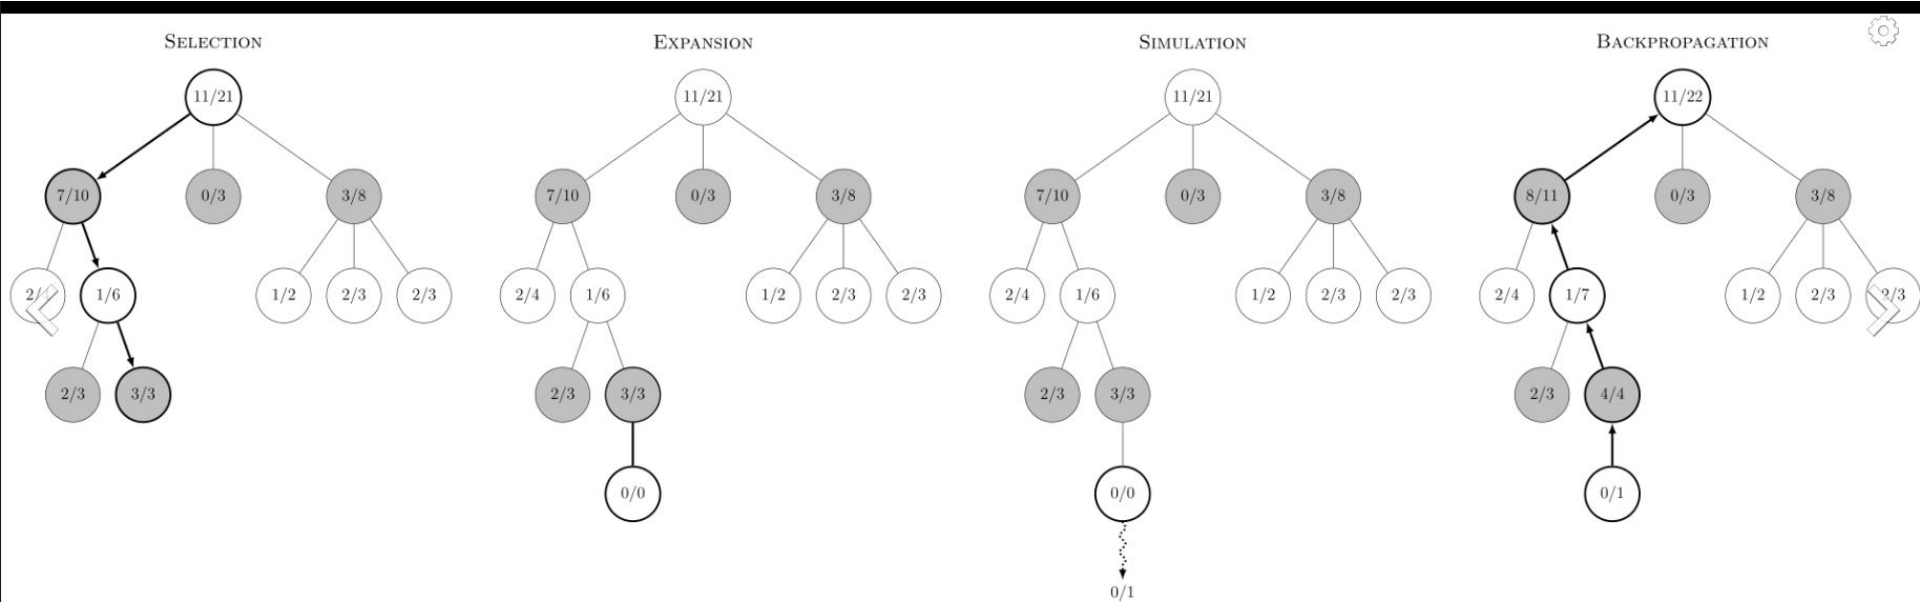 SELECTION
11/21
7/10 0/3 3/8
1/6 1/2 2/3 2/3
2/3 3/3
EXPANSION
11/21
7/10 0/3 3/8
2/4 1/6 1/2 2/3 2/3
2/3 3/3
0/0
SIMULATION
11/21
7/10 0/3 3/8
2/4 1/6 1/2 2/3 2/3
2/3 3/3
0/0
0/1
BACKPROPAGATION
11/22
8/11 0/3 3/8
2/4 1/7 1/2 2/3 2/3
2/3 4/4
0/1